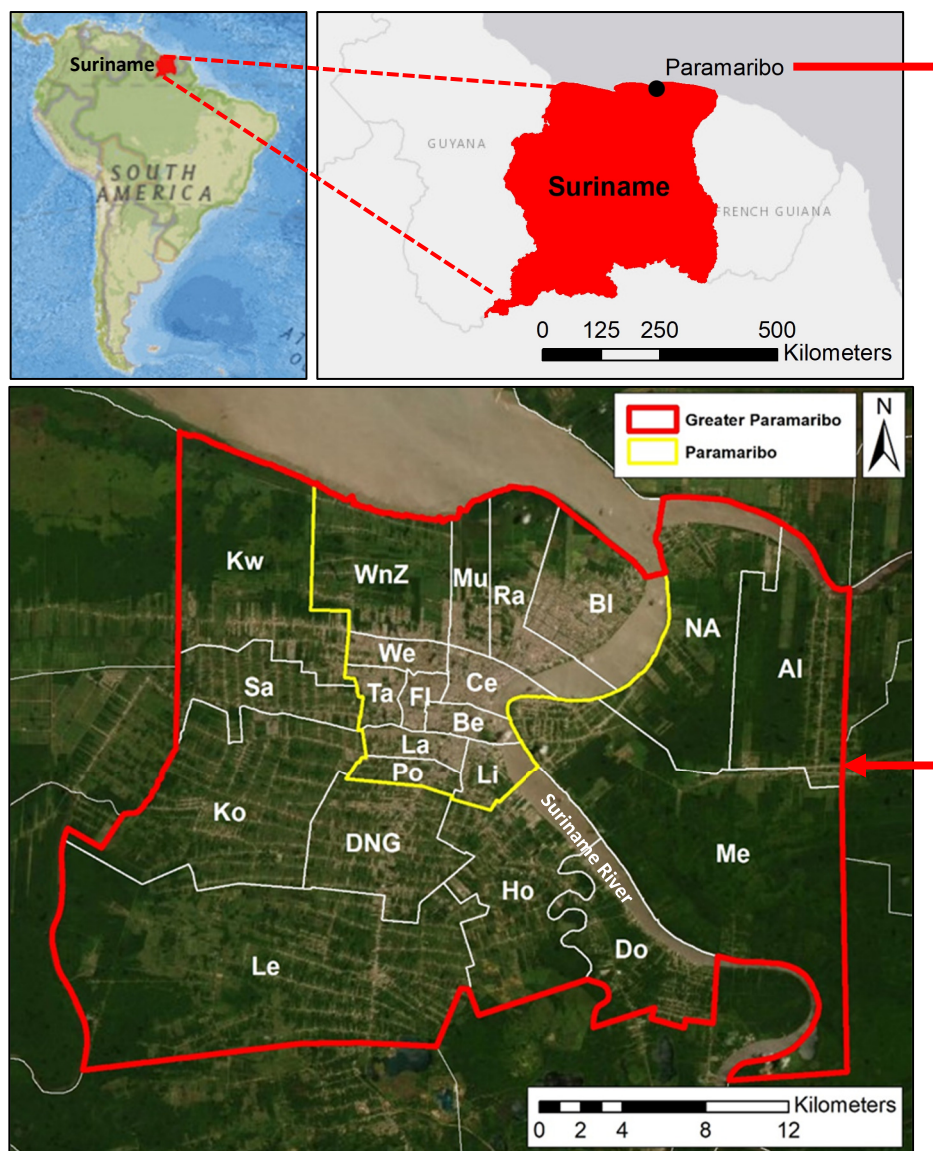 Suriname
SOUTH
AMERICA
AT
O
Paramaribo
GUYANA
Suriname
FRENCH GUIANA
0 125 250 500
Kilometers
Greater Paramaribo
Paramaribo
N
Kw
WnZ
Mu
Ra
Bl
NA
Al
We
Sa
Ta
Fl
Ce
Be
La
Po
Li
Ko
DNG
Suriname River
Me
Ho
Do
Le
Kilometers
0 2 4 8 12